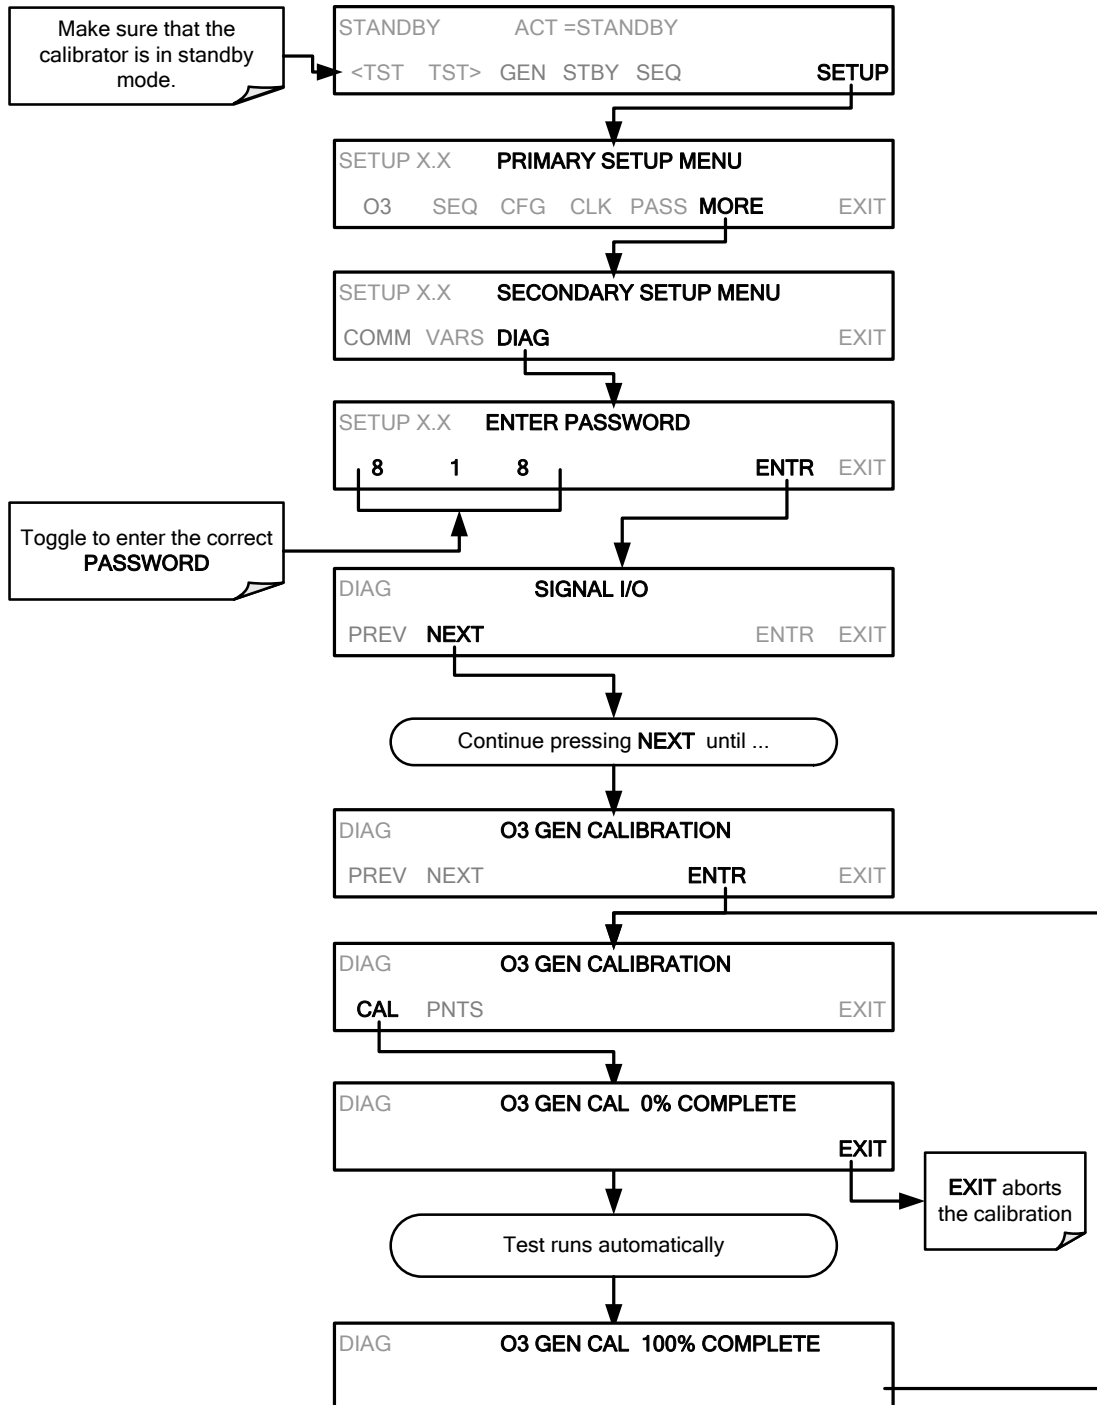 Make sure that the
calibrator is in standby
mode.
STANDBY ACT =STANDBY
<TST TST> GEN STBY SEQ SETUP
SETUP X.X PRIMARY SETUP MENU
O3 SEQ CFG CLK PASS MORE EXIT
SETUP X.X SECONDARY SETUP MENU
COMM VARS DIAG EXIT
SETUP X.X ENTER PASSWORD
8 1 8 ENTR EXIT
Toggle to enter the correct
PASSWORD
DIAG SIGNAL I/O
PREV NEXT ENTR EXIT
Continue pressing NEXT until ...
DIAG O3 GEN CALIBRATION
PREV NEXT ENTR EXIT
DIAG O3 GEN CALIBRATION
CAL PNTS EXIT
DIAG O3 GEN CAL 0% COMPLETE
EXIT
EXIT aborts
the calibration
Test runs automatically
DIAG O3 GEN CAL 100% COMPLETE